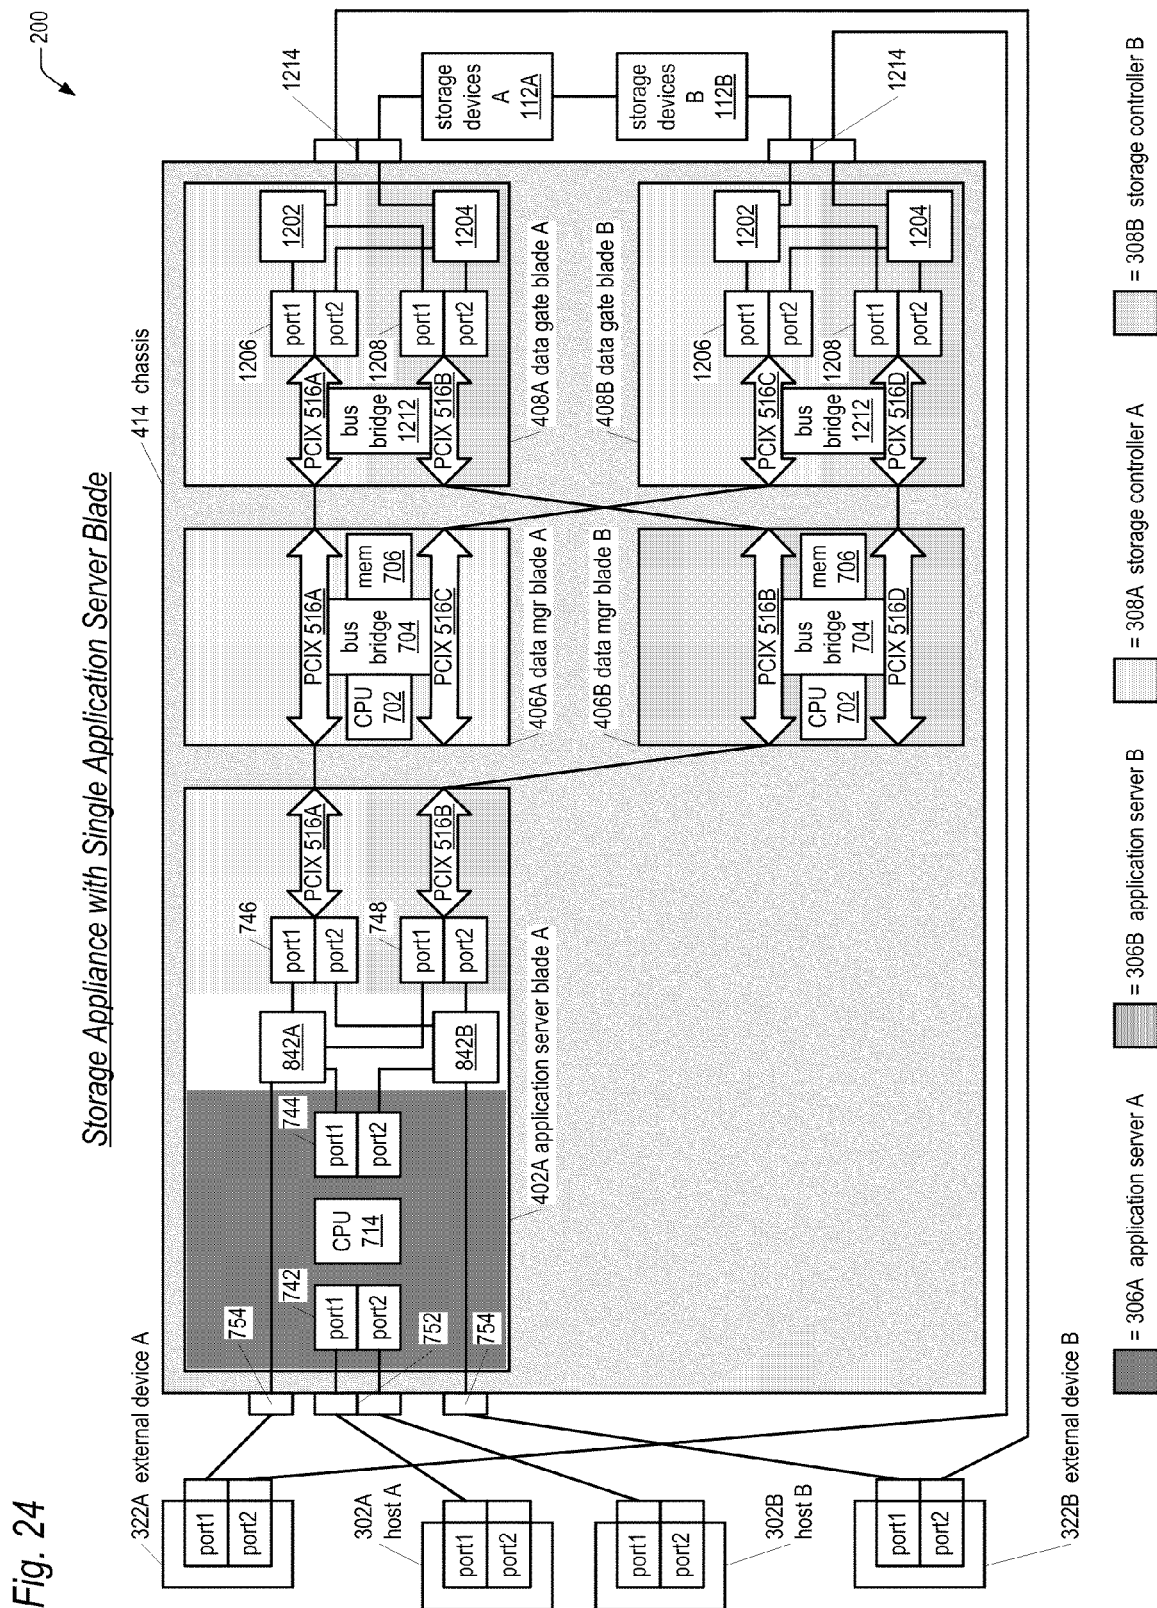 Fig. 24
Storage Appliance with Single Application Server Blade
200
414 chassis
322A external device A
port1
port2
302A
host A
port1
port2
302B
host B
port1
port2
322B external device B
port1
port2
754
752
754
742
port1
port2
CPU
714
744
port1
port2
842A
842B
746
port1
port2
748
port1
port2
PCIX 516A
PCIX 516B
402A application server blade A
PCIX 516A
CPU
702
bus
bridge
704
mem
706
PCIX 516C
406A data mgr blade A
406B data mgr blade B
PCIX 516B
CPU
702
bus
bridge
704
mem
706
PCIX 516D
PCIX 516A
bus
bridge
1212
PCIX 516B
1206
port1
port2
1208
port1
port2
1202
1204
408A data gate blade A
408B data gate blade B
PCIX 516C
bus
bridge
1212
PCIX 516D
1206
port1
port2
1208
port1
port2
1202
1204
1214
storage
devices
A
112A
storage
devices
B
112B
1214
= 306A application server A
= 306B application server B
= 308A storage controller A
= 308B storage controller B